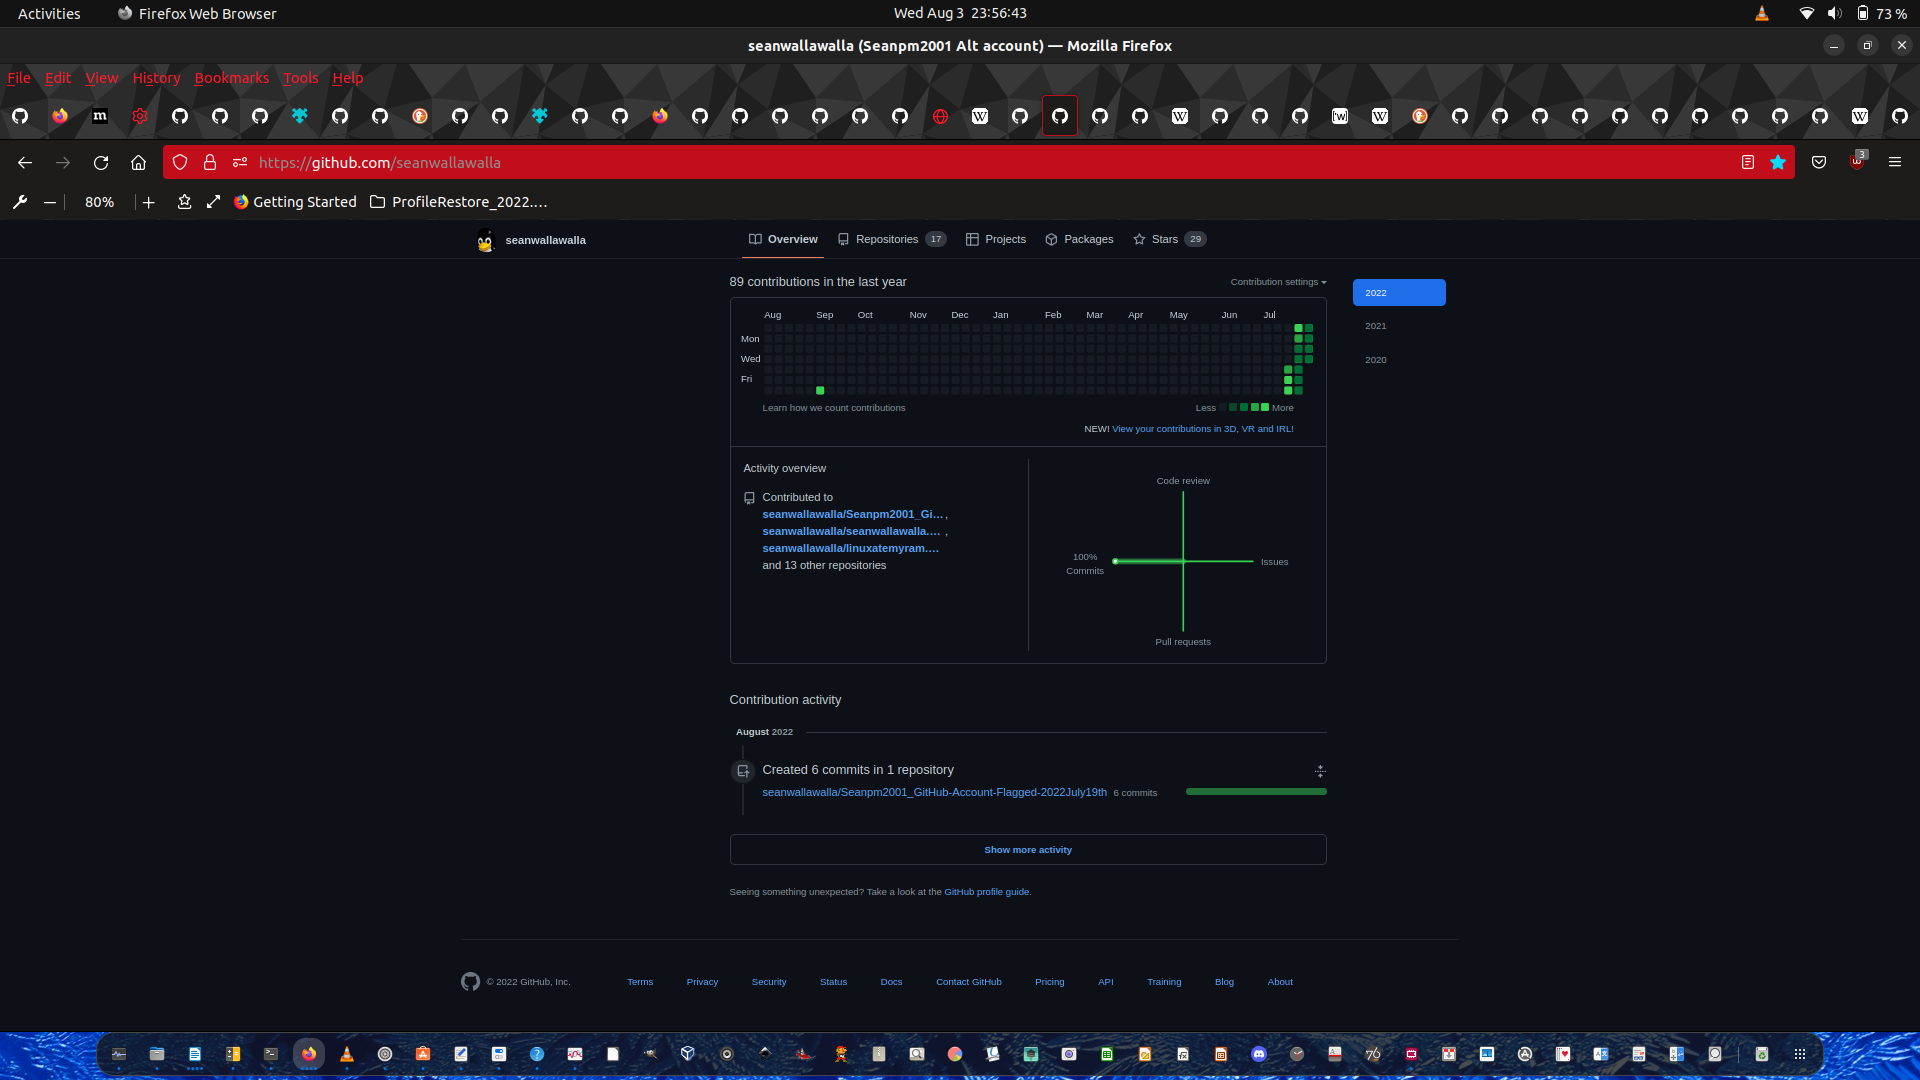 Activities Firefox Web Browser Wed Aug 3 23:56:43 73 %
seanwallawalla (Seanpm2001 Alt account) — Mozilla Firefox
File Edit View History Bookmarks Tools Help
https://github.com/seanwallawalla 3
80% Getting Started ProfileRestore_2022....
seanwallawalla Overview Repositories 17 Projects Packages Stars 29
89 contributions in the last year Contribution settings
2022
2021
2020
Aug Sep Oct Nov Dec Jan Feb Mar Apr May Jun Jul
Mon
Wed
Fri
Learn how we count contributions Less More
NEW! View your contributions in 3D, VR and IRL!
Activity overview
Contributed to
seanwallawalla/Seanpm2001_Gi... ,
seanwallawalla/seanwallawalla.... ,
seanwallawalla/linuxatemyram....
and 13 other repositories
Code review
100%
Commits
Issues
Pull requests
Contribution activity
August 2022
Created 6 commits in 1 repository
seanwallawalla/Seanpm2001_GitHub-Account-Flagged-2022July19th 6 commits
Show more activity
Seeing something unexpected? Take a look at the GitHub profile guide.
© 2022 GitHub, Inc. Terms Privacy Security Status Docs Contact GitHub Pricing API Training Blog About